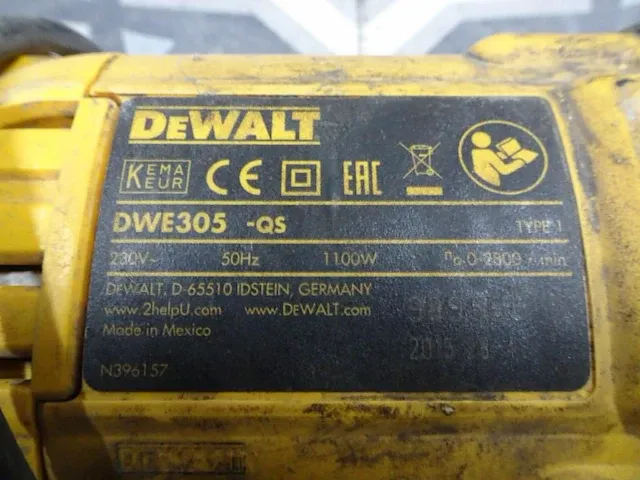 DEWALT
KEMA
KEUR
CE
EAC
DWE305 -QS TYPE 1
230V~ 50Hz 1100W n₀ 0-2800 / min
DEWALT, D-65510 IDSTEIN, GERMANY
www.2helpU.com www.DEWALT.com
Made in Mexico
2015
N396157
DEWALT